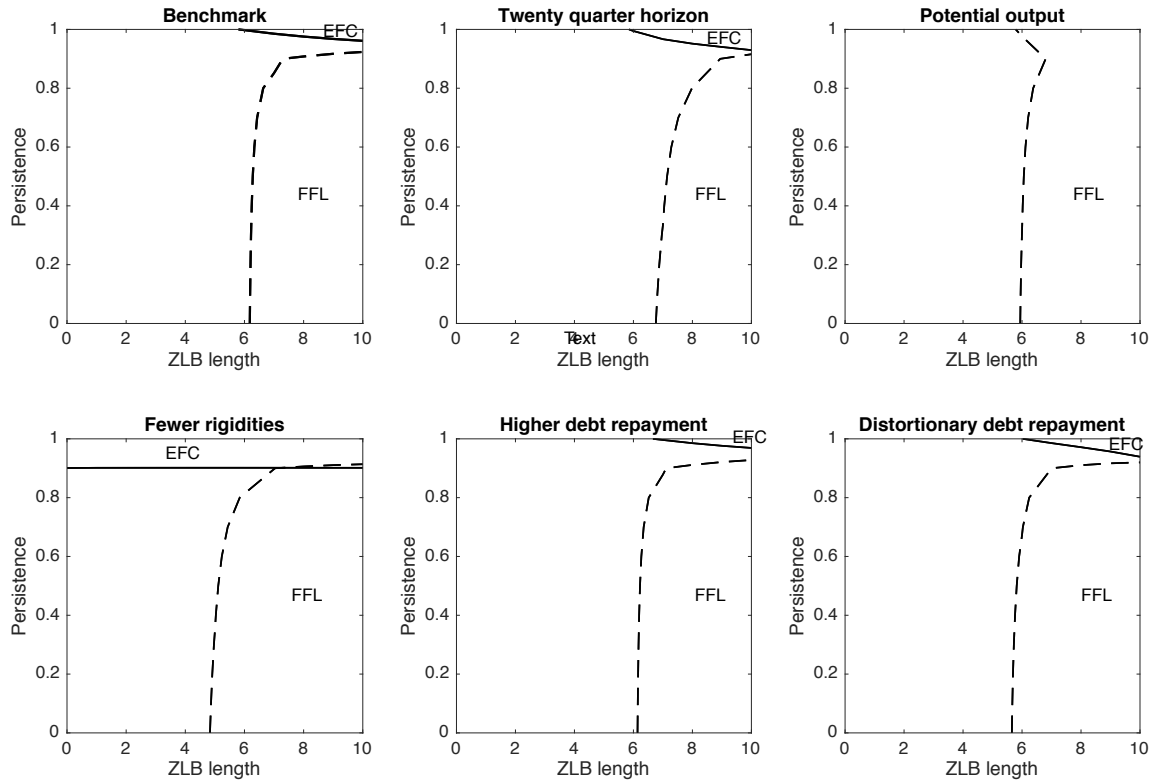 Benchmark
1
0.8
0.6
0.4
0.2
0
Persistence
EFC
FFL
0 2 4 6 8 10
ZLB length
Twenty quarter horizon
1
0.8
0.6
0.4
0.2
0
Persistence
EFC
FFL
0 2 4 6 8 10
Text
ZLB length
Potential output
1
0.8
0.6
0.4
0.2
0
Persistence
FFL
0 2 4 6 8 10
ZLB length
Fewer rigidities
1
0.8
0.6
0.4
0.2
0
Persistence
EFC
FFL
0 2 4 6 8 10
ZLB length
Higher debt repayment
1
0.8
0.6
0.4
0.2
0
Persistence
EFC
FFL
0 2 4 6 8 10
ZLB length
Distortionary debt repayment
1
0.8
0.6
0.4
0.2
0
Persistence
EFC
FFL
0 2 4 6 8 10
ZLB length